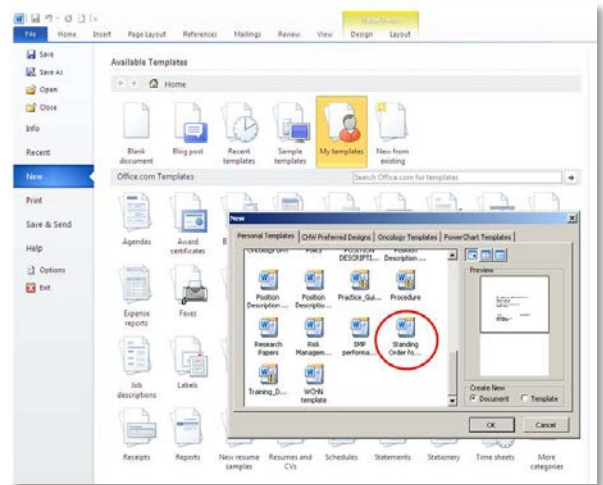 File Home Insert Page Layout References Mailings Review View Design Layout
Save
Save As
Open
Close
Info
Recent
New
Print
Save & Send
Help
Options
Exit
Available Templates
Home
Blank document
Blog post
Recent templates
Sample templates
My templates
New from existing
Office.com Templates
Search Office.com for templates
Agendas
Award certificates
Expense reports
Faxes
Job descriptions
Labels
Receipts
Reports
New resume samples
Resumes and CVs
Schedules
Statements
Stationery
Time sheets
More categories
New
Personal Templates CHW Preferred Designs Oncology Templates PowerChart Templates
DESCRIPTI... Description ...
Position Description ...
Position Descriptio...
Practice_Gui...
Procedure
Research Papers
Risk Managem...
SMP performa...
Standing Order fo...
Training_D...
WCHN template
Preview
Create New
Document Template
OK Cancel